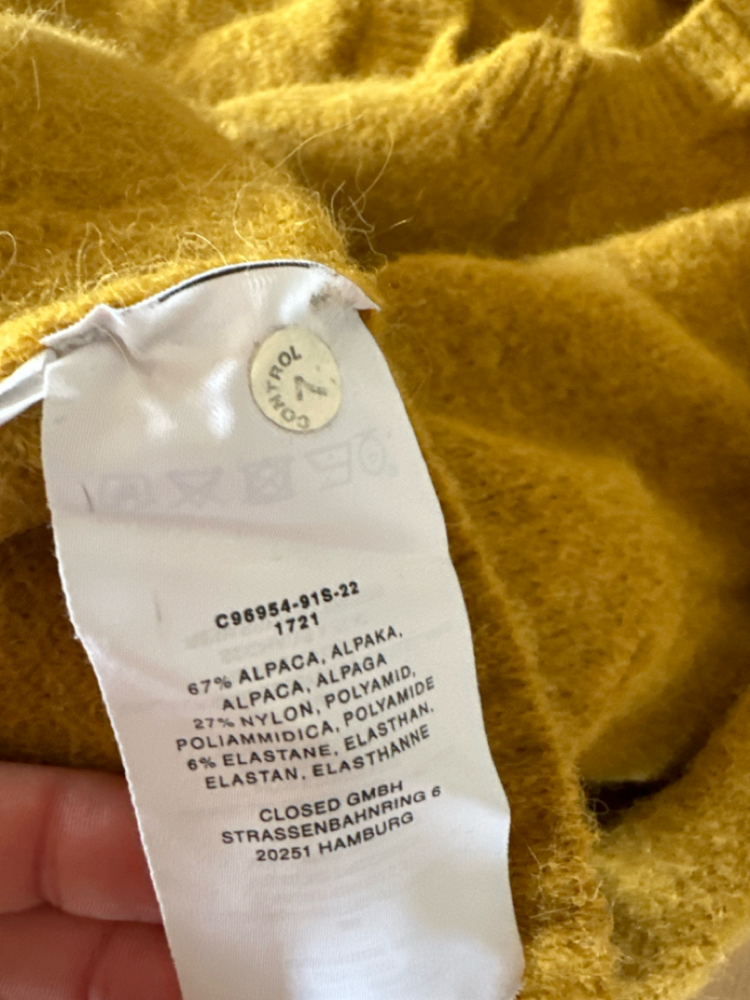 CONTROL
C96954-91S-22
1721
67% ALPACA, ALPAKA,
ALPACA, ALPAGA
27% NYLON, POLYAMID,
POLIAMMIDICA, POLYAMIDE
6% ELASTANE, ELASTHAN.
ELASTAN, ELASTHANNE
CLOSED GMBH
STRASSENBAHNRING 6
20251 HAMBURG